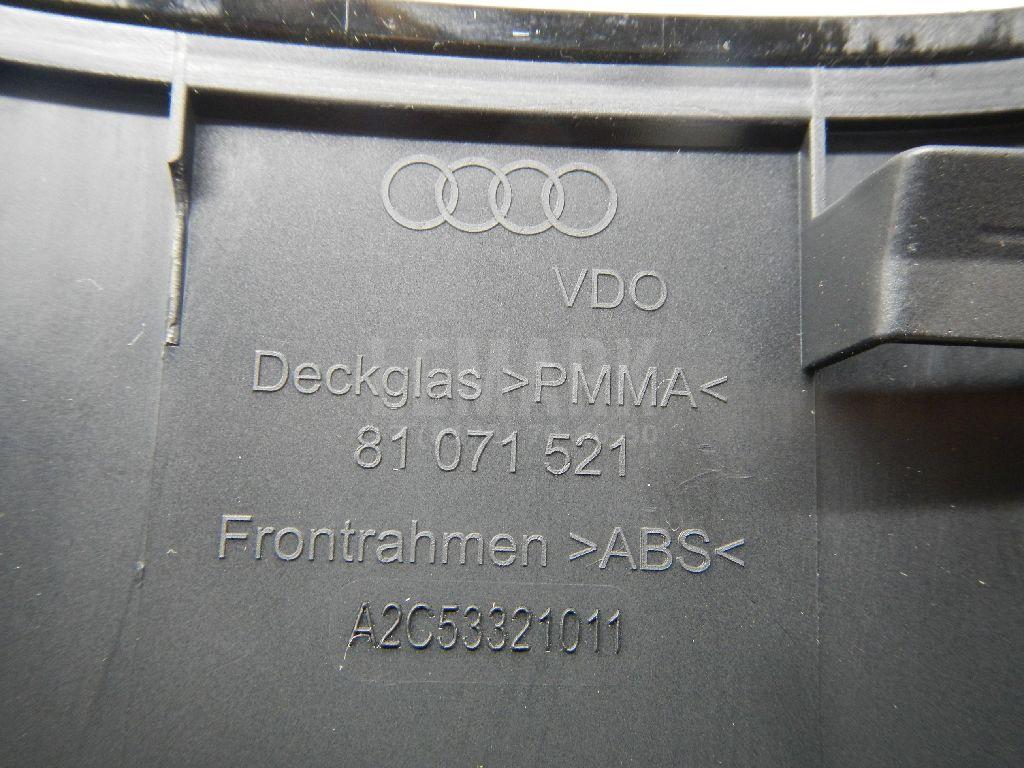 VDO
Deckglas >PMMA<
81 071 521
Frontrahmen >ABS<
A2C53321011